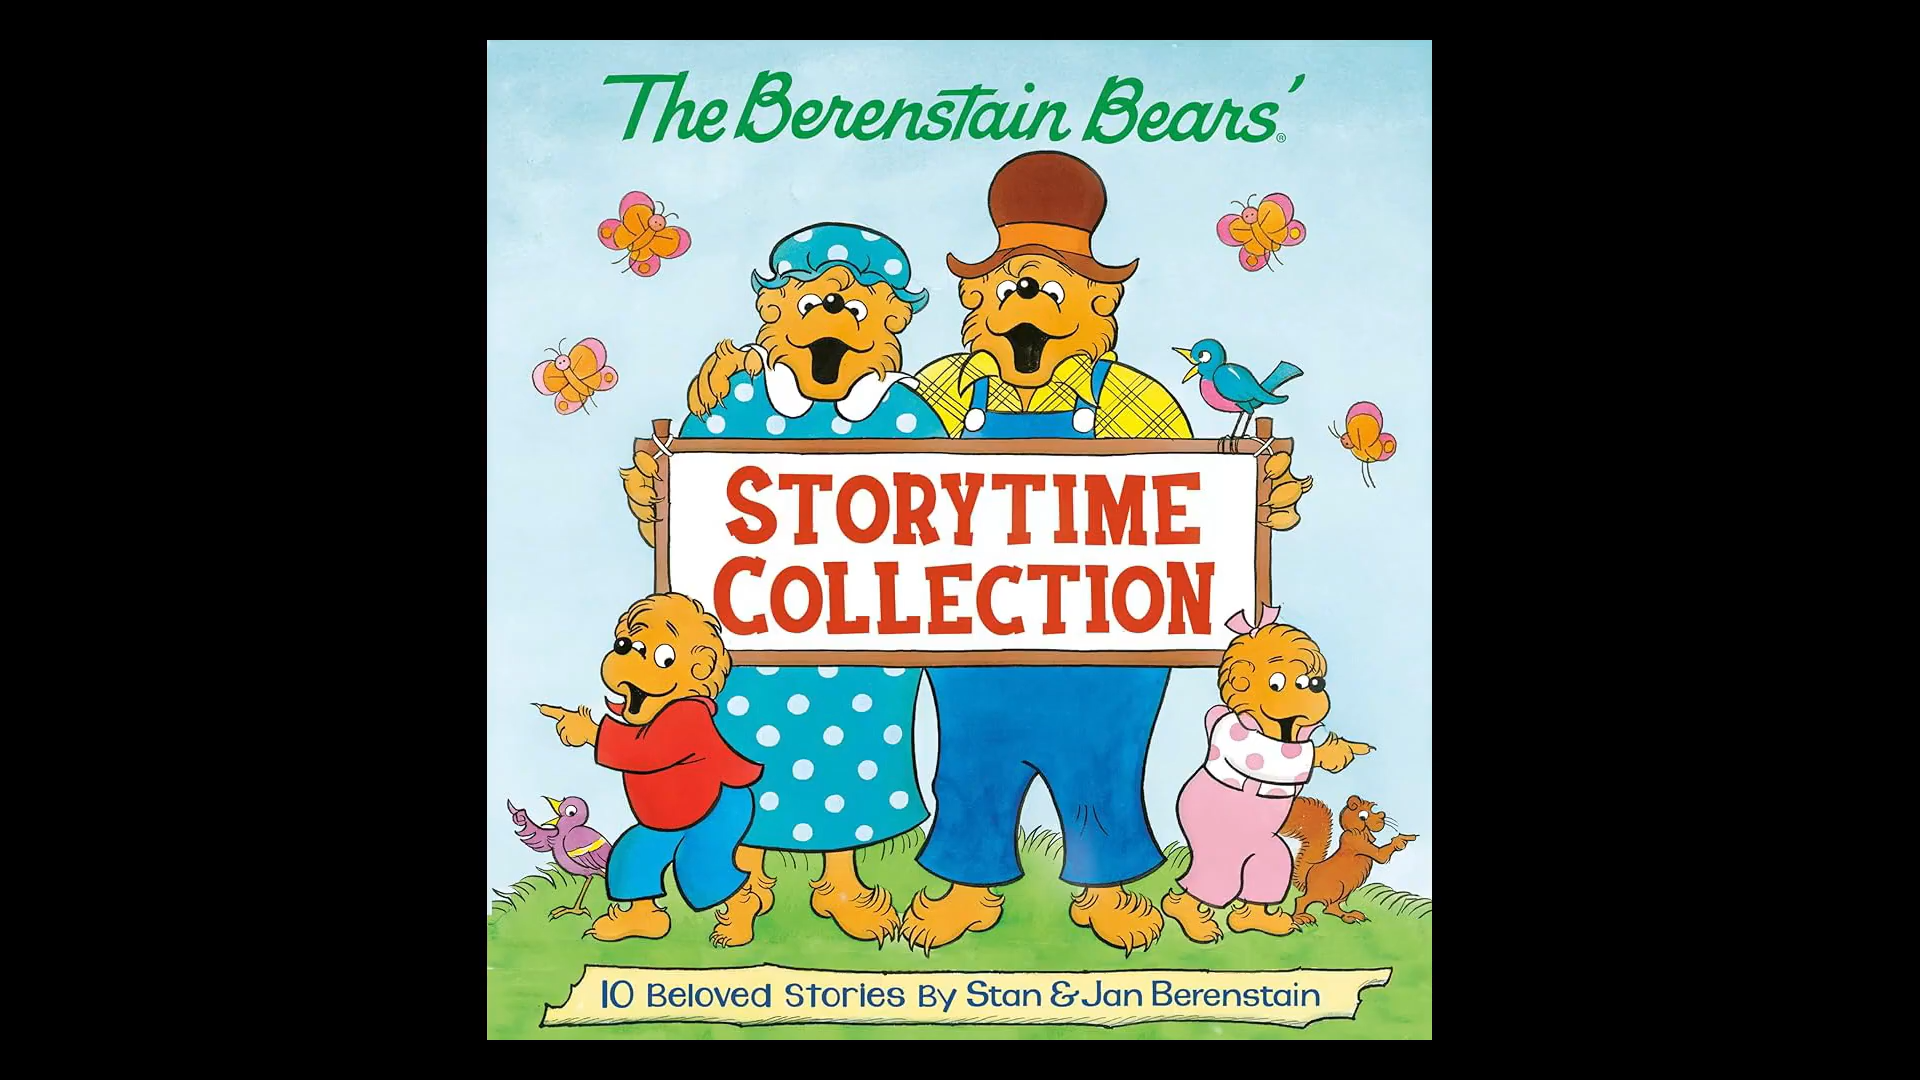 The Berenstain Bears'®
STORYTIME
COLLECTION
10 Beloved Stories By Stan & Jan Berenstain